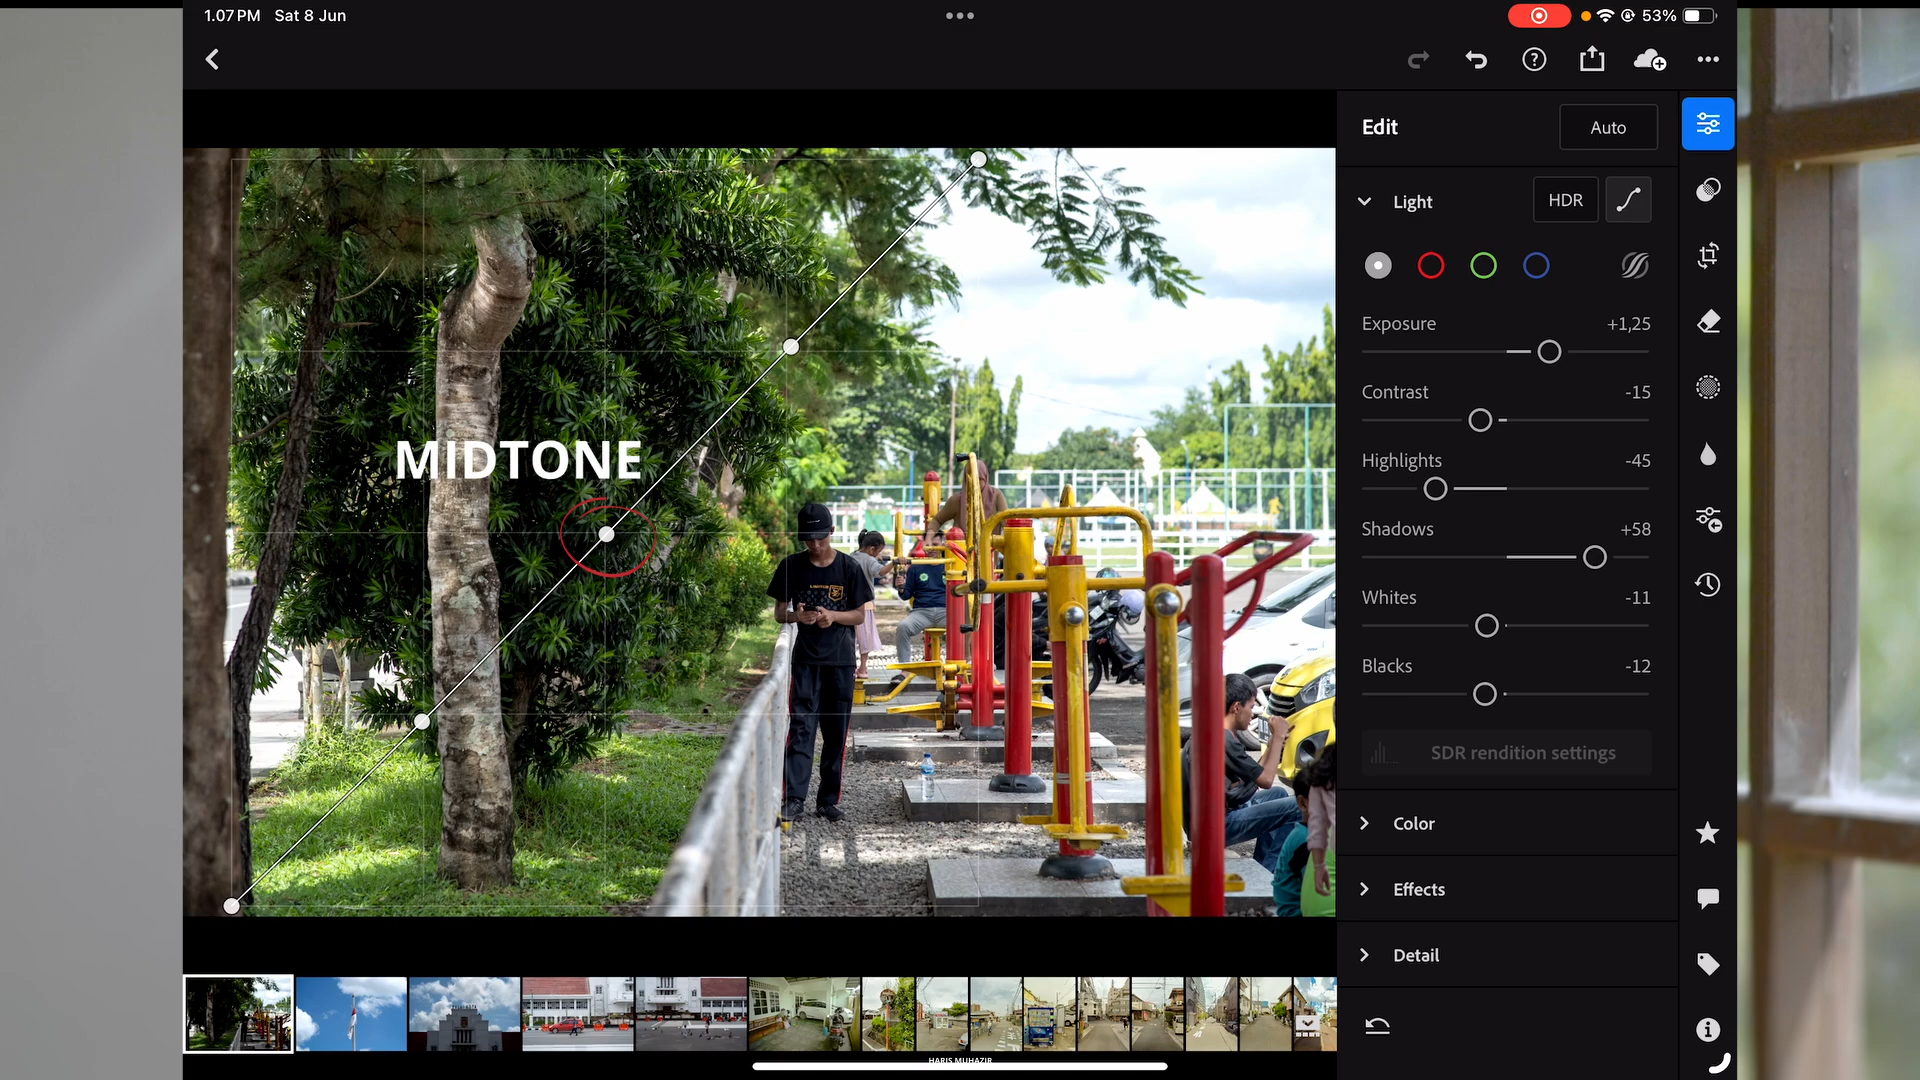 1.07 PM Sat 8 Jun
53%
Edit
Auto
Light
HDR
Exposure +1,25
Contrast -15
Highlights -45
Shadows +58
Whites -11
Blacks -12
SDR rendition settings
Color
Effects
Detail
MIDTONE
HARIS MUHAZIR